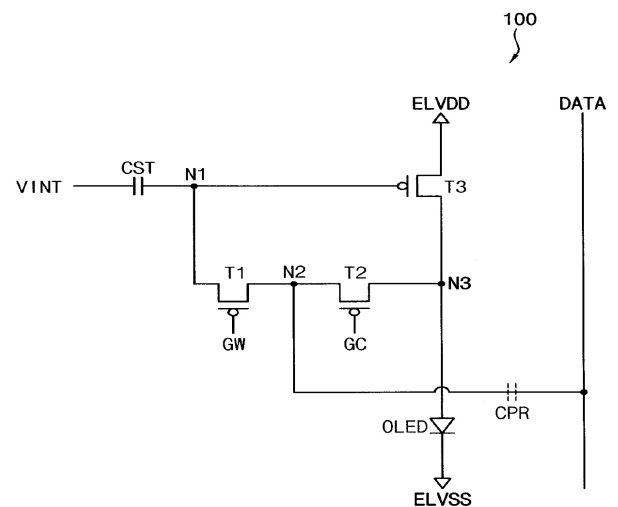 100
ELVDD
DATA
CST
N1
VINT
T3
T1
N2
T2
N3
GW
GC
CPR
OLED
ELVSS